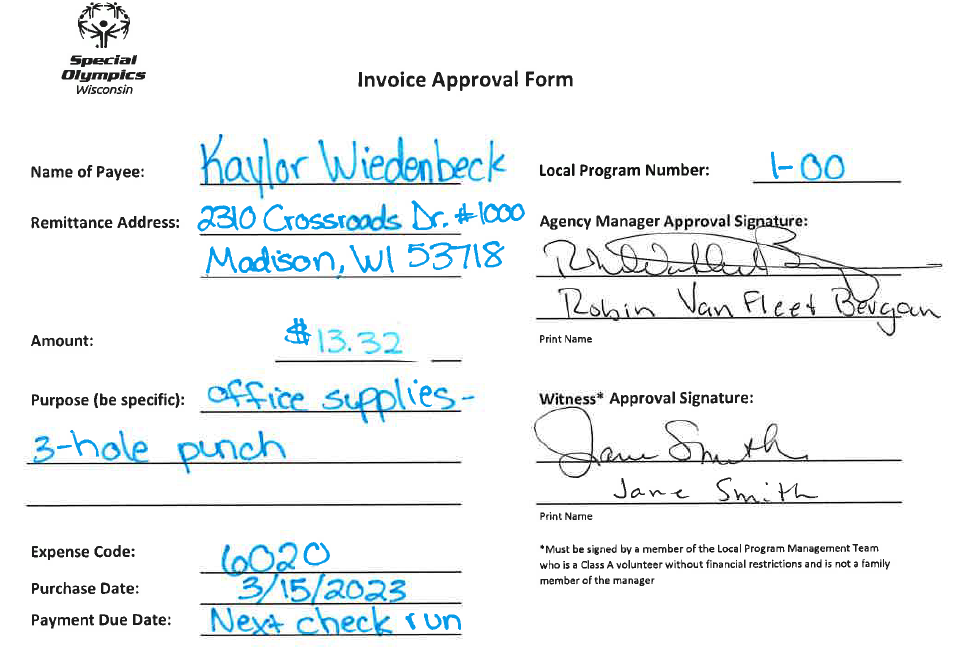 Special
Olympics
Wisconsin
Invoice Approval Form
Name of Payee: Kaylor Wiedenbeck
Local Program Number: 1-00
Remittance Address: 2310 Crossroads Dr. #1000
Madison, WI 53718
Agency Manager Approval Signature:
Robin Van Fleet Bergan
Print Name
Amount: $13.32
Purpose (be specific): office supplies-
3-hole punch
Witness* Approval Signature:
Jane Smith
Jane Smith
Print Name
Expense Code: 6020
Purchase Date: 3/15/2023
Payment Due Date: Next check run
*Must be signed by a member of the Local Program Management Team
who is a Class A volunteer without financial restrictions and is not a family
member of the manager